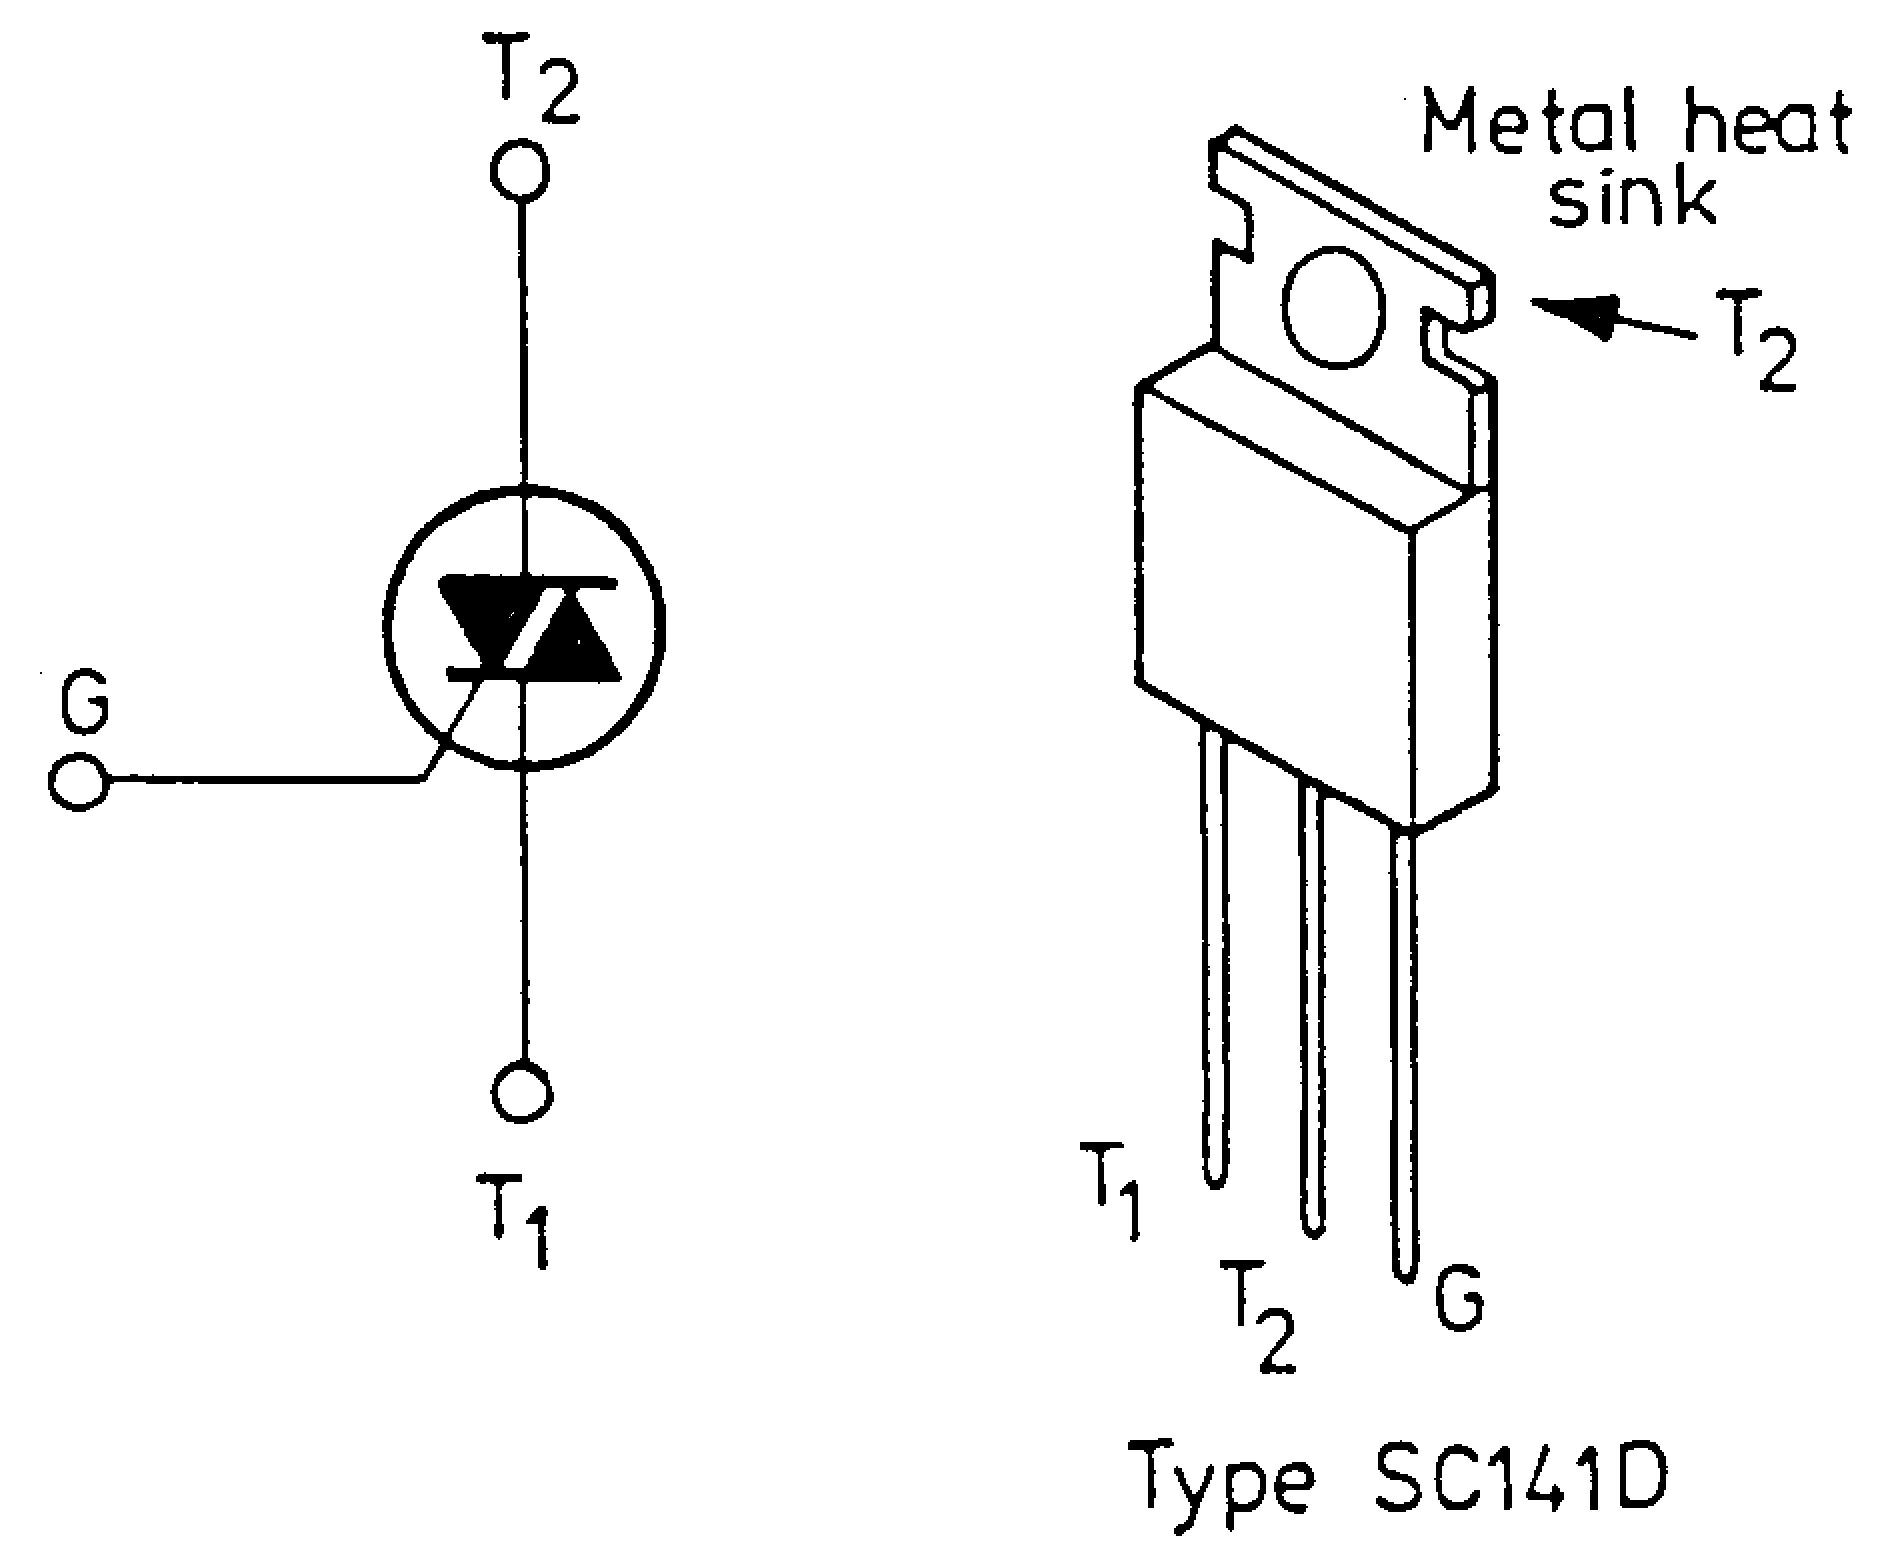 T2
G
T1
Metal heat
sink
T2
T1
T2
G
Type SC141D